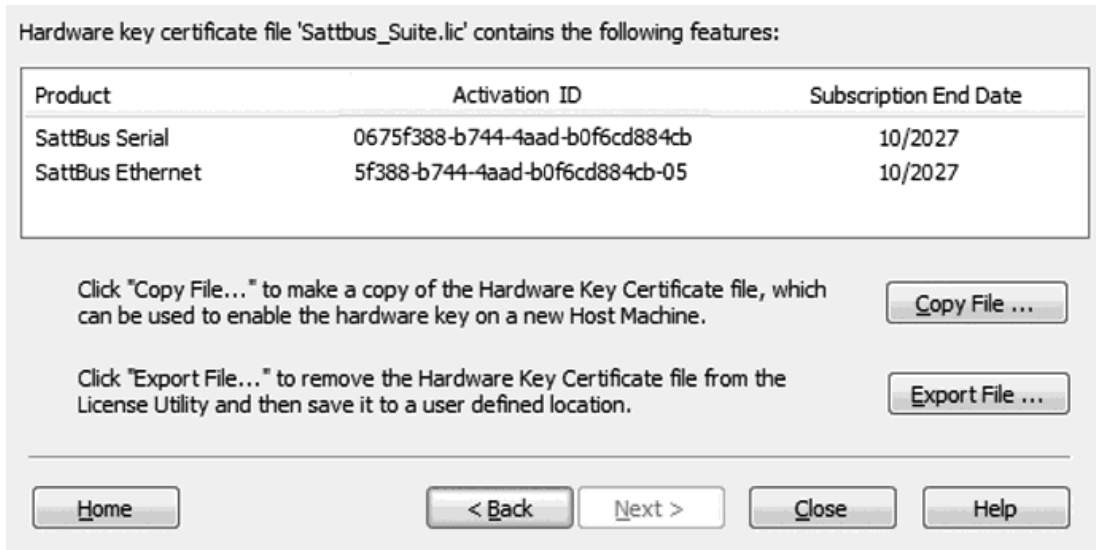 Hardware key certificate file 'Sattbus_Suite.lic' contains the following features:
Product Activation ID Subscription End Date
SattBus Serial 0675f388-b744-4aad-b0f6cd884cb 10/2027
SattBus Ethernet 5f388-b744-4aad-b0f6cd884cb-05 10/2027
Click "Copy File..." to make a copy of the Hardware Key Certificate file, which
can be used to enable the hardware key on a new Host Machine.
Copy File ...
Click "Export File..." to remove the Hardware Key Certificate file from the
License Utility and then save it to a user defined location.
Export File ...
Home < Back Next > Close Help